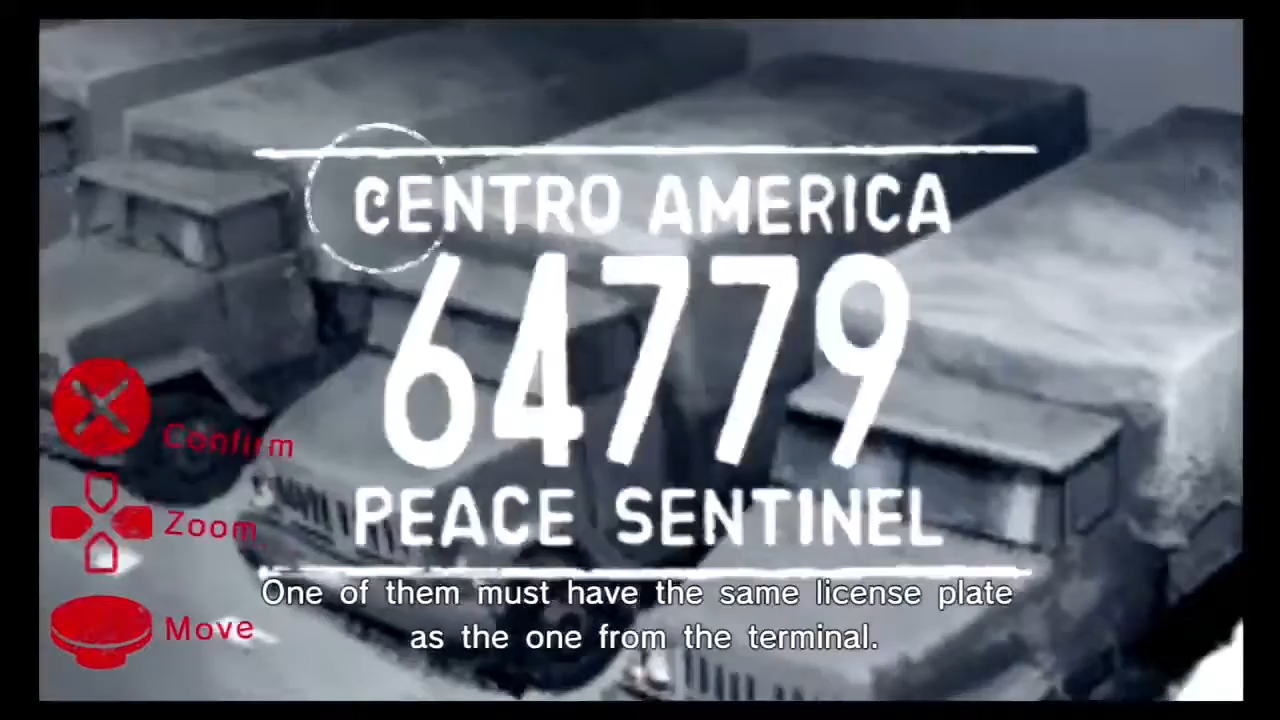 CENTRO AMERICA
64779
PEACE SENTINEL
Confirm
Zoom
Move
One of them must have the same license plate
as the one from the terminal.